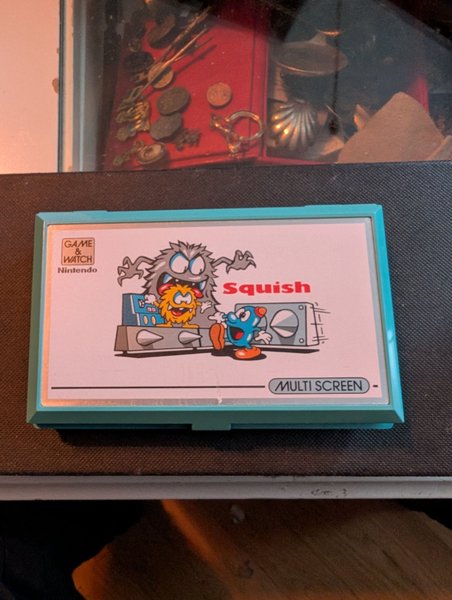 GAME
&
WATCH
Nintendo
Squish
MULTI SCREEN